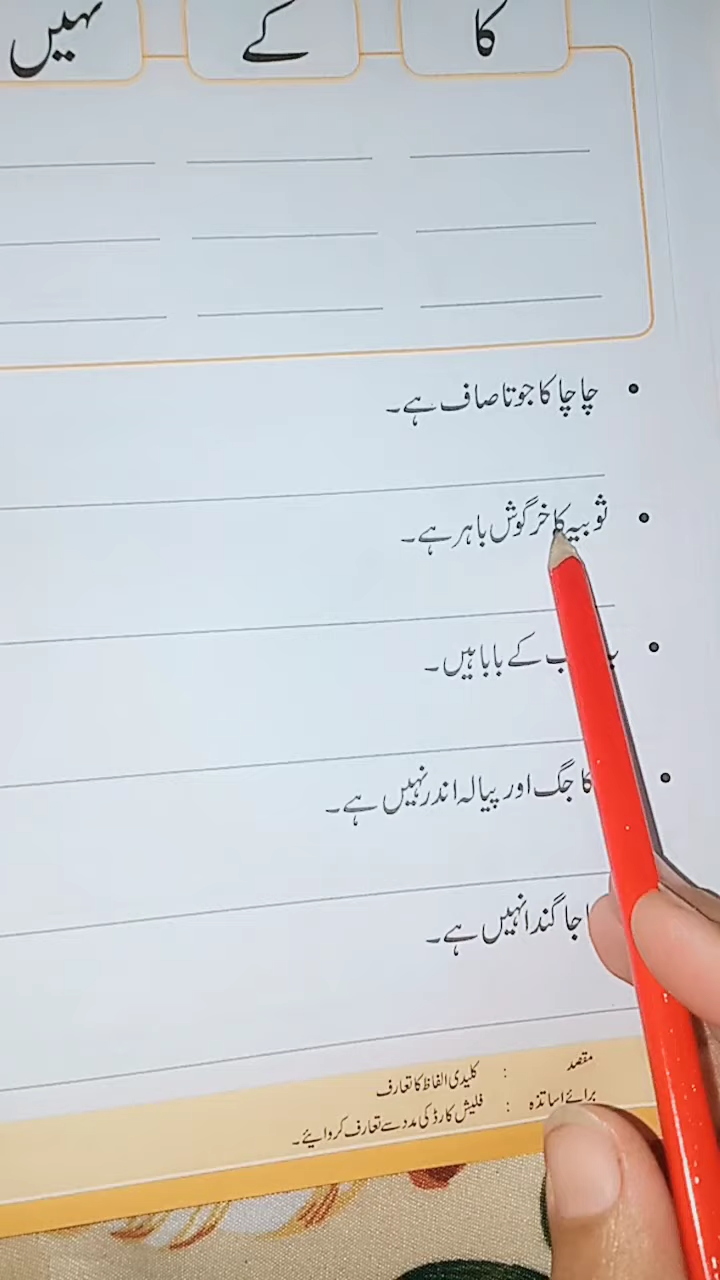 کا کے نہیں
چاچا کا جوتا صاف ہے۔
ثوبیہ کا خرگوش باہر ہے۔
کے بابا ہیں۔
کا جگ اور پیالہ اندر نہیں ہے۔
گندا نہیں ہے۔
مقصد : کلیدی الفاظ کا تعارف
برائے اساتذہ : فلیش کارڈ کی مدد سے تعارف کروائیے۔